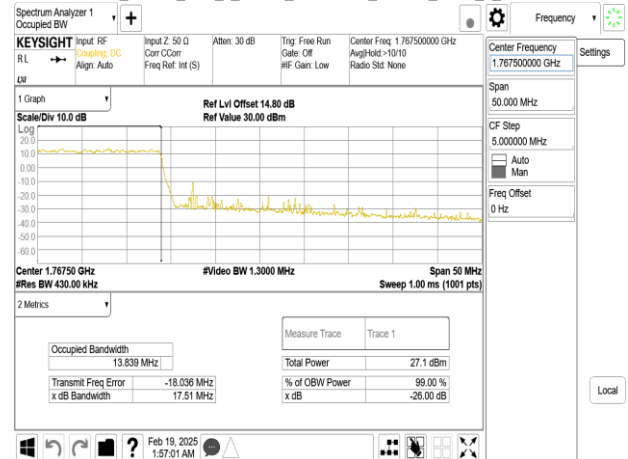 Spectrum Analyzer 1
Occupied BW
Frequency
KEYSIGHT
Input: RF
Coupling: DC
Align: Auto
Input Z: 50 Ω
Corr CCorr
Freq Ref: Int (S)
Atten: 30 dB
Trig: Free Run
Gate: Off
#IF Gain: Low
Center Freq: 1.767500000 GHz
Avg|Hold:>10/10
Radio Std: None
RL
LXI
Center Frequency
1.767500000 GHz
Settings
Span
50.000 MHz
CF Step
5.000000 MHz
Auto
Man
Freq Offset
0 Hz
1 Graph
Scale/Div 10.0 dB
Ref Lvl Offset 14.80 dB
Ref Value 30.00 dBm
Log
20.0
10.0
0.00
-10.0
-20.0
-30.0
-40.0
-50.0
-60.0
Center 1.76750 GHz
#Res BW 430.00 kHz
#Video BW 1.3000 MHz
Span 50 MHz
Sweep 1.00 ms (1001 pts)
2 Metrics
Measure Trace Trace 1
Occupied Bandwidth
13.839 MHz
Total Power 27.1 dBm
Transmit Freq Error -18.036 MHz
% of OBW Power 99.00 %
x dB Bandwidth 17.51 MHz
x dB -26.00 dB
Local
Feb 19, 2025
1:57:01 AM